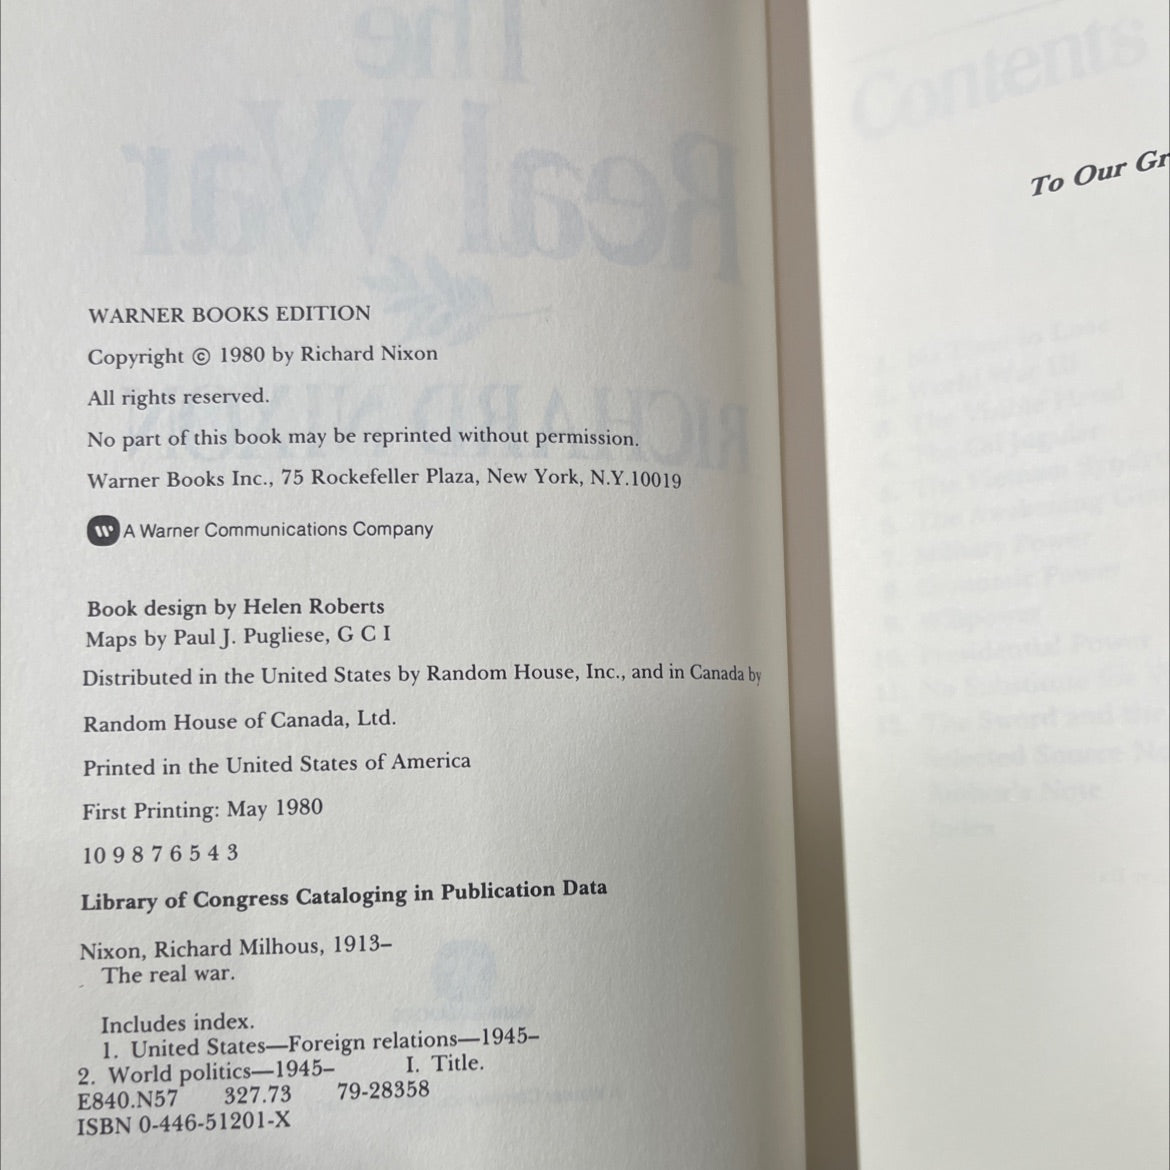 WARNER BOOKS EDITION
Copyright © 1980 by Richard Nixon
All rights reserved.
No part of this book may be reprinted without permission.
Warner Books Inc., 75 Rockefeller Plaza, New York, N.Y.10019
A Warner Communications Company
Book design by Helen Roberts
Maps by Paul J. Pugliese, G C I
Distributed in the United States by Random House, Inc., and in Canada by
Random House of Canada, Ltd.
Printed in the United States of America
First Printing: May 1980
10 9 8 7 6 5 4 3
Library of Congress Cataloging in Publication Data
Nixon, Richard Milhous, 1913–
The real war.
Includes index.
1. United States—Foreign relations—1945–
2. World politics—1945– I. Title.
E840.N57 327.73 79-28358
ISBN 0-446-51201-X
To Our Gr